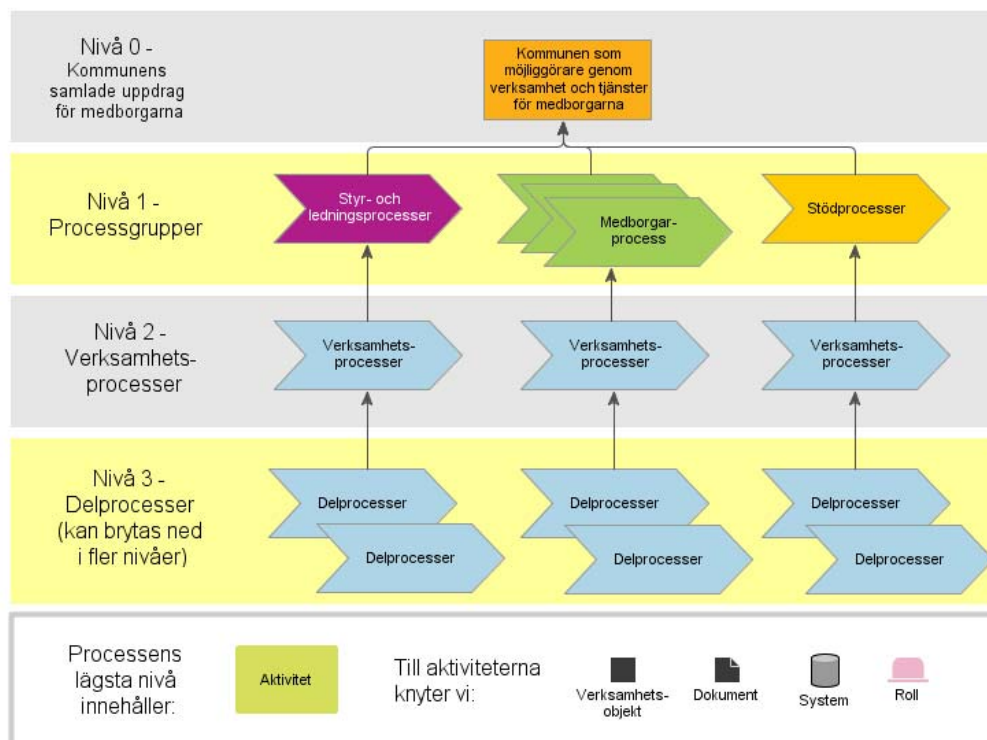 Nivå 0 -
Kommunens
samlade uppdrag
för medborgarna
Kommunen som
möjliggörare genom
verksamhet och tjänster
för medborgarna
Nivå 1 -
Processgrupper
Styr- och
ledningsprocesser
Medborgar-
process
Stödprocesser
Nivå 2 -
Verksamhets-
processer
Verksamhets-
processer
Verksamhets-
processer
Verksamhets-
processer
Nivå 3 -
Delprocesser
(kan brytas ned
i fler nivåer)
Delprocesser
Delprocesser
Delprocesser
Delprocesser
Delprocesser
Delprocesser
Processens
lägsta nivå
innehåller:
Aktivitet
Till aktiviteterna
knyter vi:
Verksamhets-
objekt
Dokument
System
Roll